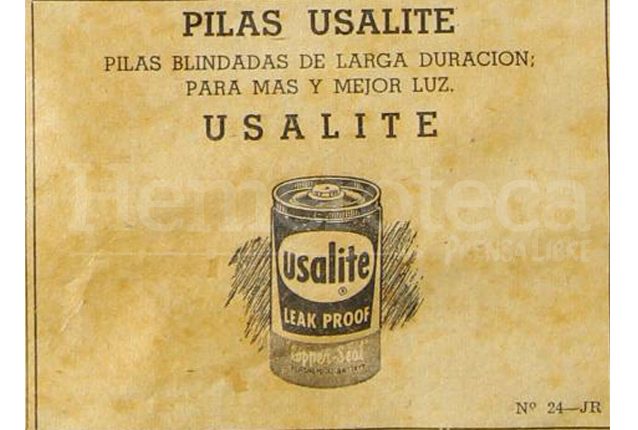 PILAS USALITE
PILAS BLINDADAS DE LARGA DURACION;
PARA MAS Y MEJOR LUZ.
USALITE
Hemeroteca
PRENSA LIBRE
usalite
®
LEAK PROOF
Copper-Seal
Nº 24—JR